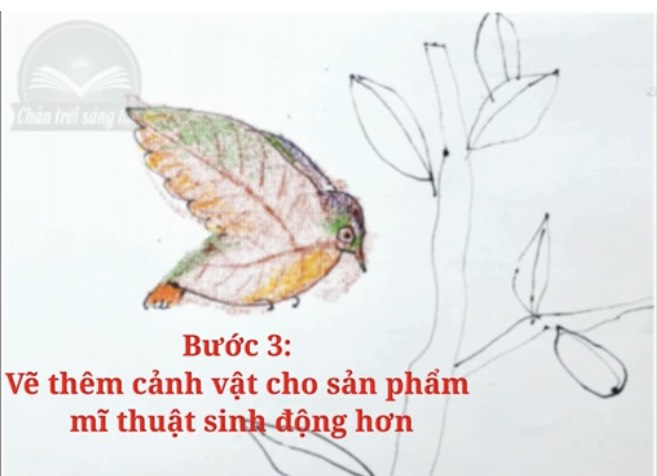 Chân trời sáng t
Bước 3:
Vẽ thêm cảnh vật cho sản phẩm
mĩ thuật sinh động hơn